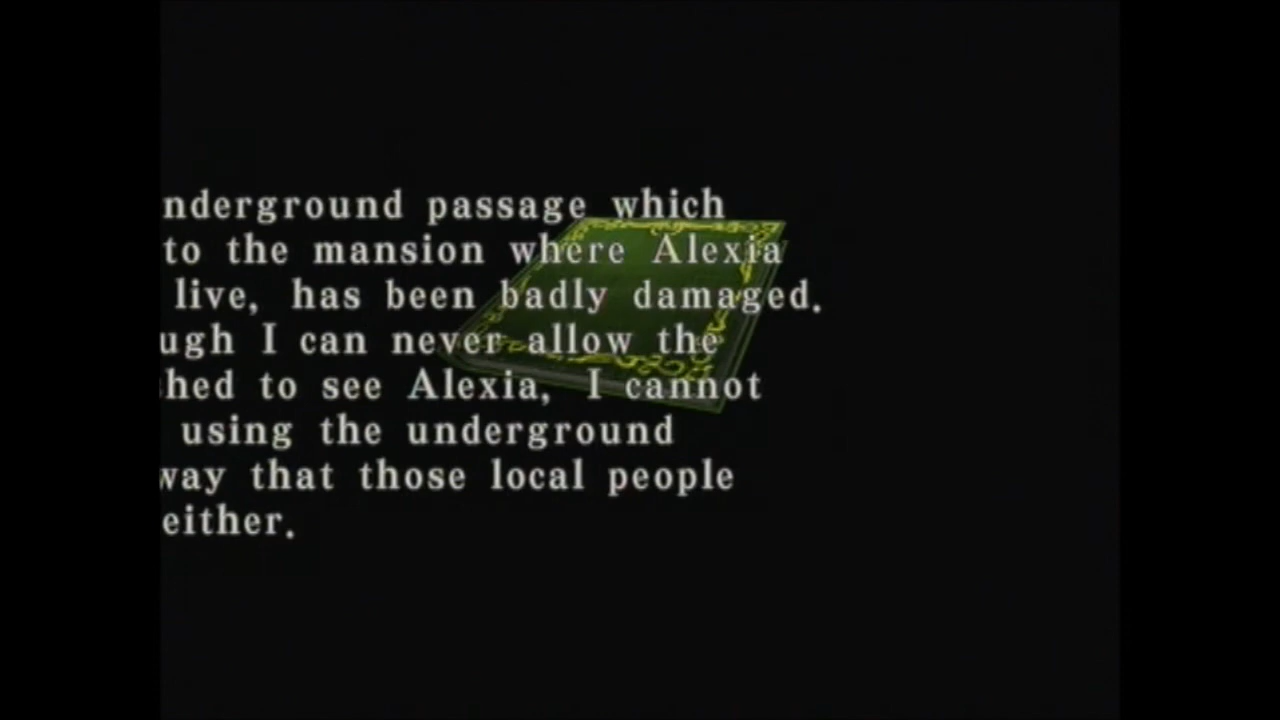 nderground passage which
to the mansion where Alexia
live, has been badly damaged.
ugh I can never allow the
hed to see Alexia, I cannot
using the underground
way that those local people
either.